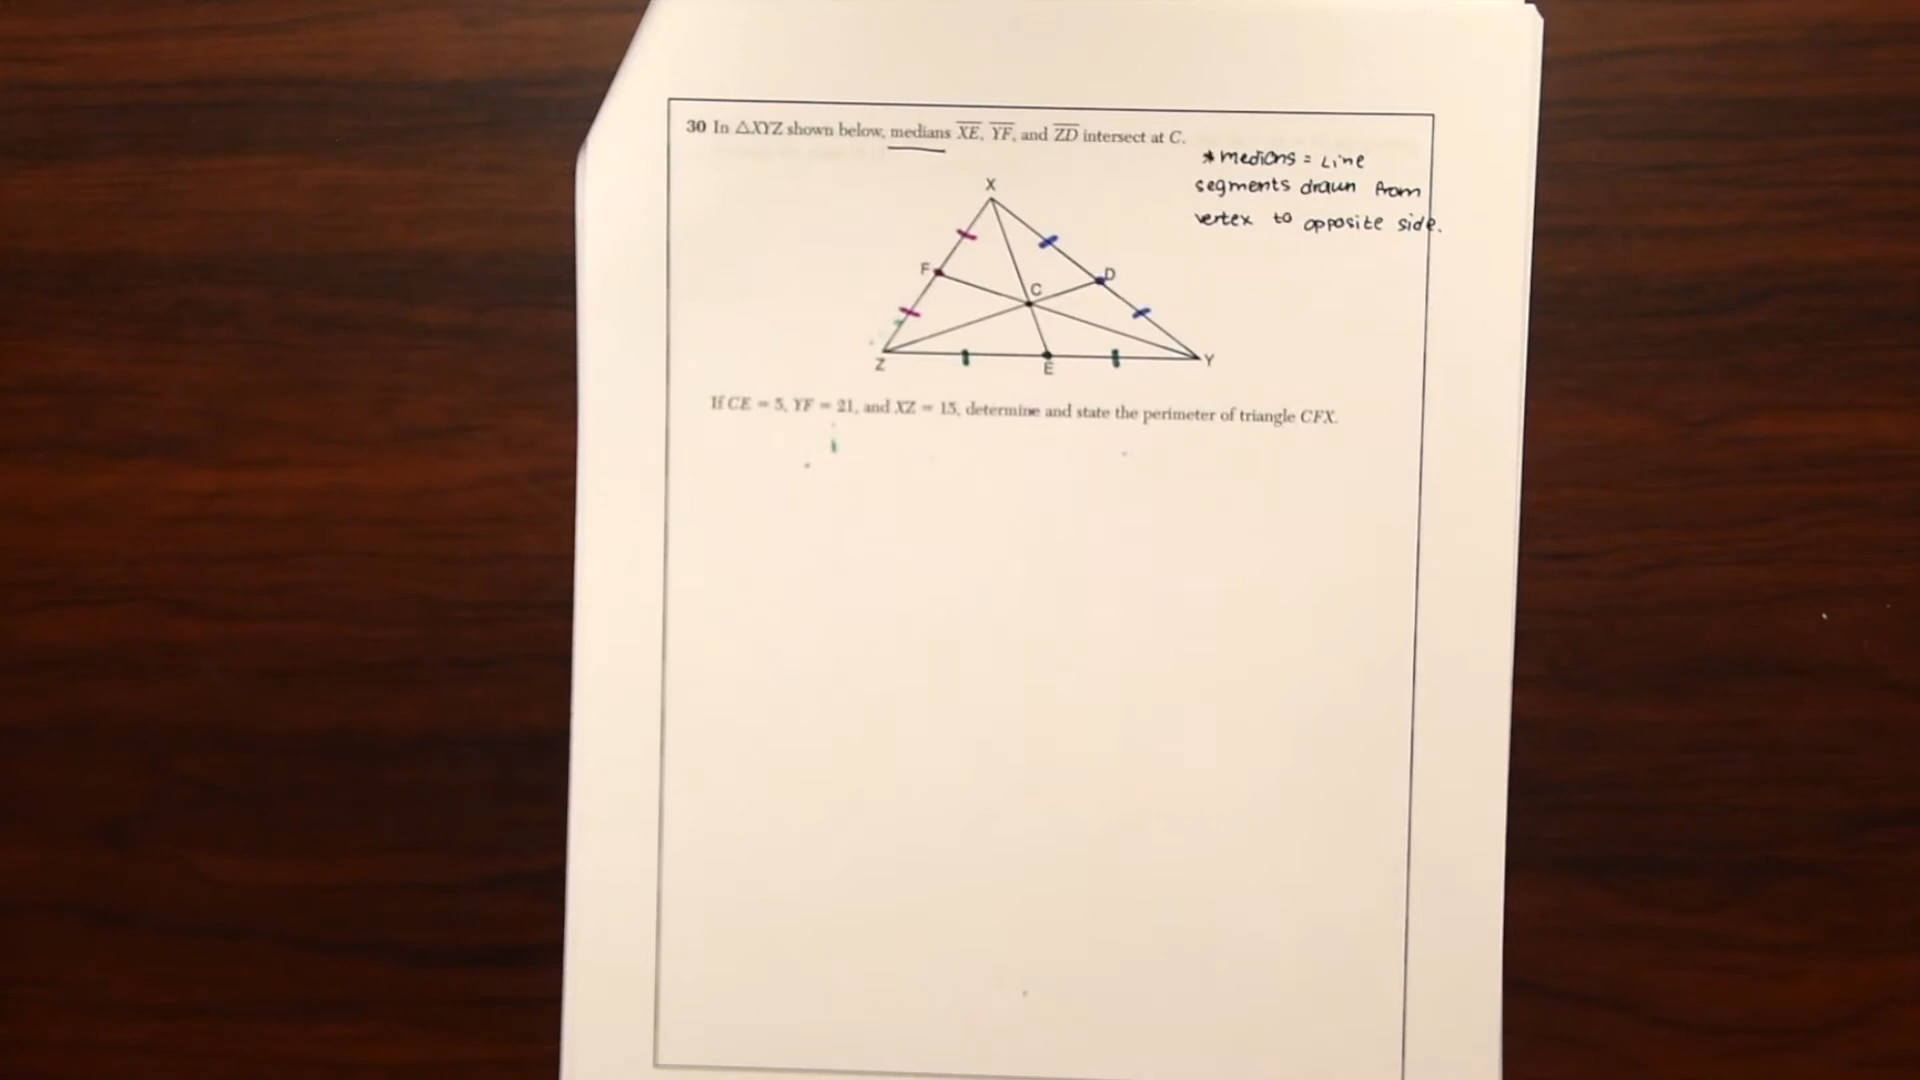 30 In △XYZ shown below, medians XE, YF, and ZD intersect at C.
* medians = Line
segments drawn from
vertex to opposite side.
X
F
D
C
Z
E
Y
If CE = 5, YF = 21, and XZ = 15, determine and state the perimeter of triangle CFX.